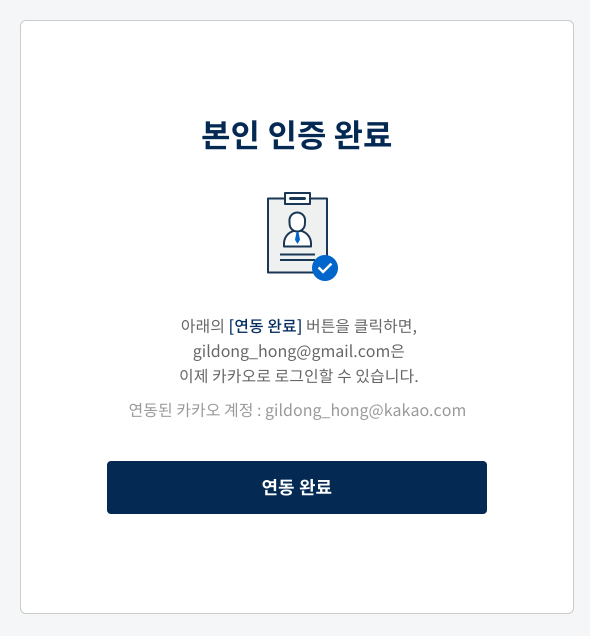 본인 인증 완료
아래의 [연동 완료] 버튼을 클릭하면,
gildong_hong@gmail.com은
이제 카카오로 로그인할 수 있습니다.
연동된 카카오 계정 : gildong_hong@kakao.com
연동 완료